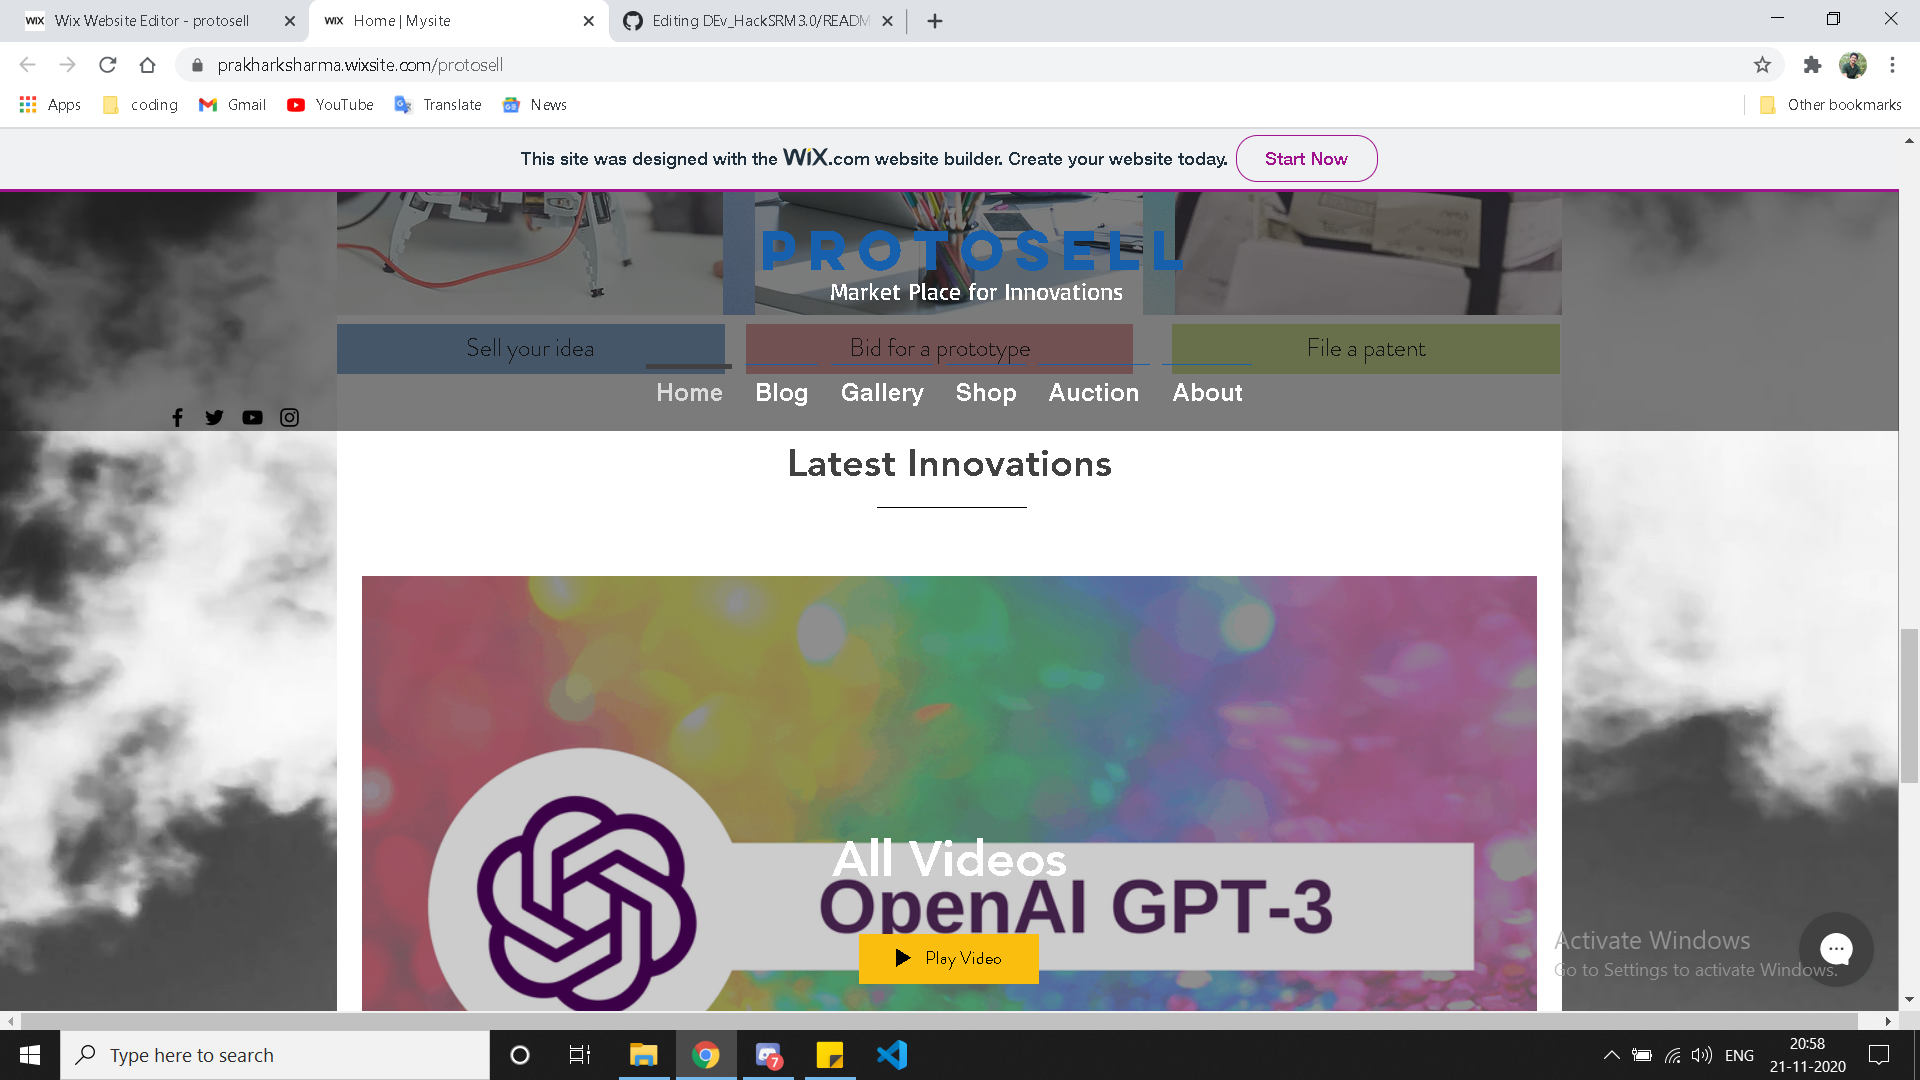 WIX Wix Website Editor - protosell
WIX Home | Mysite
Editing DEv_HackSRM3.0/READM
prakharksharma.wixsite.com/protosell
Apps
coding
Gmail
YouTube
Translate
News
Other bookmarks
This site was designed with the WiX.com website builder. Create your website today.
Start Now
PROTOSELL
Market Place for Innovations
Sell your idea
Bid for a prototype
File a patent
Home
Blog
Gallery
Shop
Auction
About
Latest Innovations
All Videos
OpenAI GPT-3
Play Video
Activate Windows
Go to Settings to activate Windows.
Type here to search
7
ENG
20:58
21-11-2020